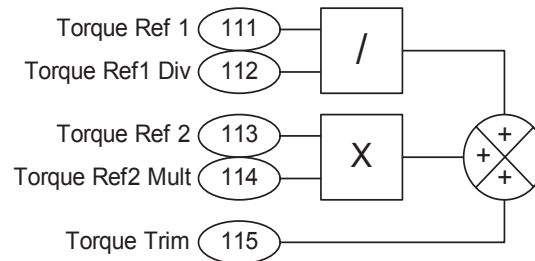 Torque Ref 1 111
/
Torque Ref1 Div 112
Torque Ref 2 113
X
Torque Ref2 Mult 114
+
+
+
Torque Trim 115